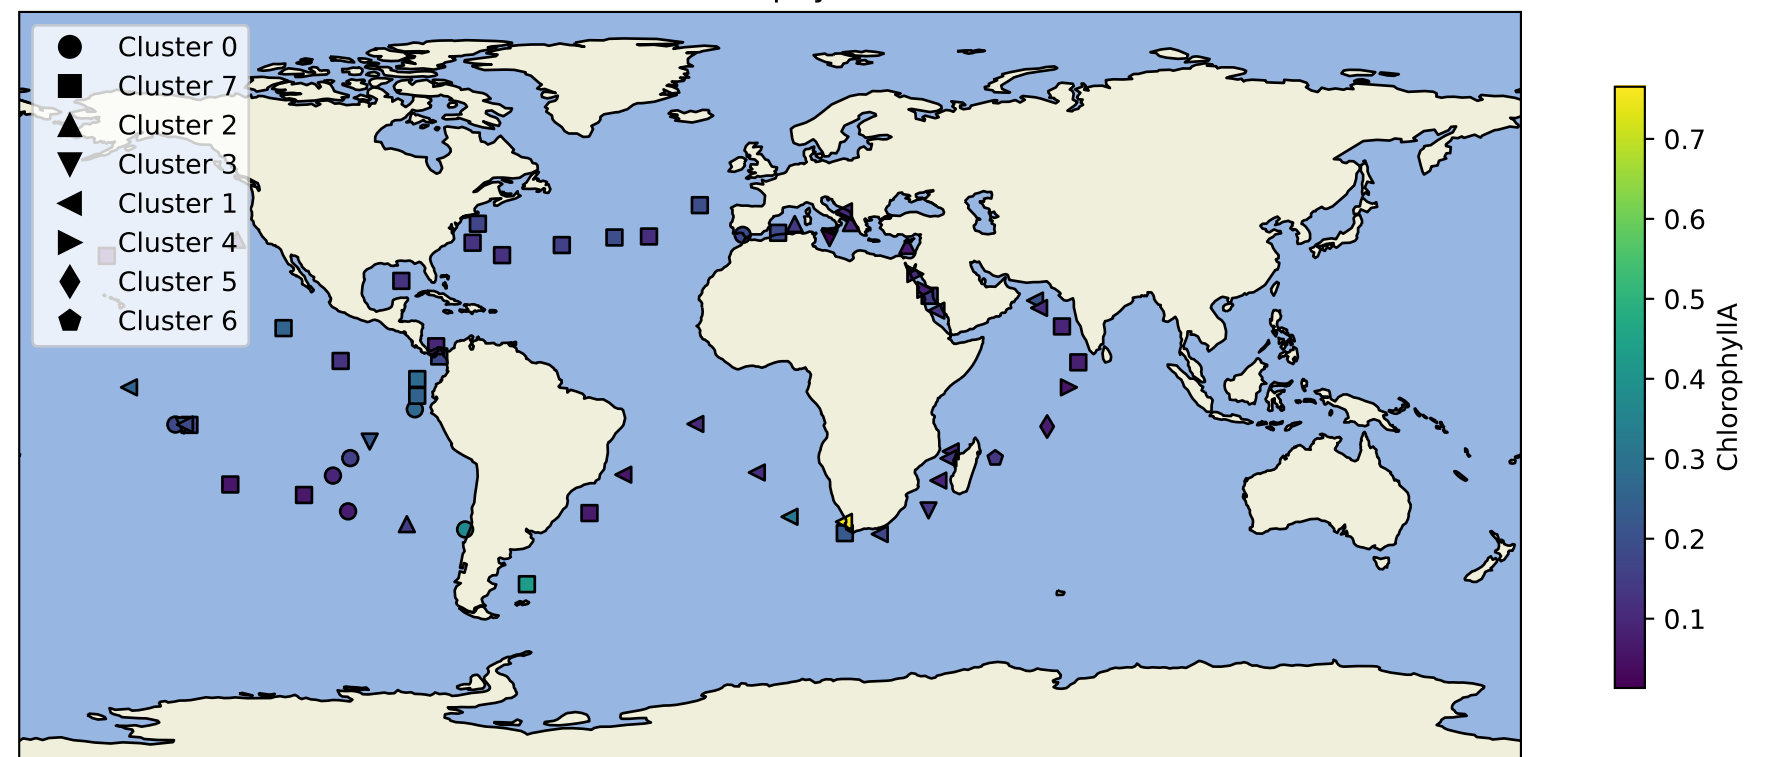 Cluster 0
Cluster 7
Cluster 2
Cluster 3
Cluster 1
Cluster 4
Cluster 5
Cluster 6
0.7
0.6
0.5
0.4
0.3
0.2
0.1
ChlorophyllA